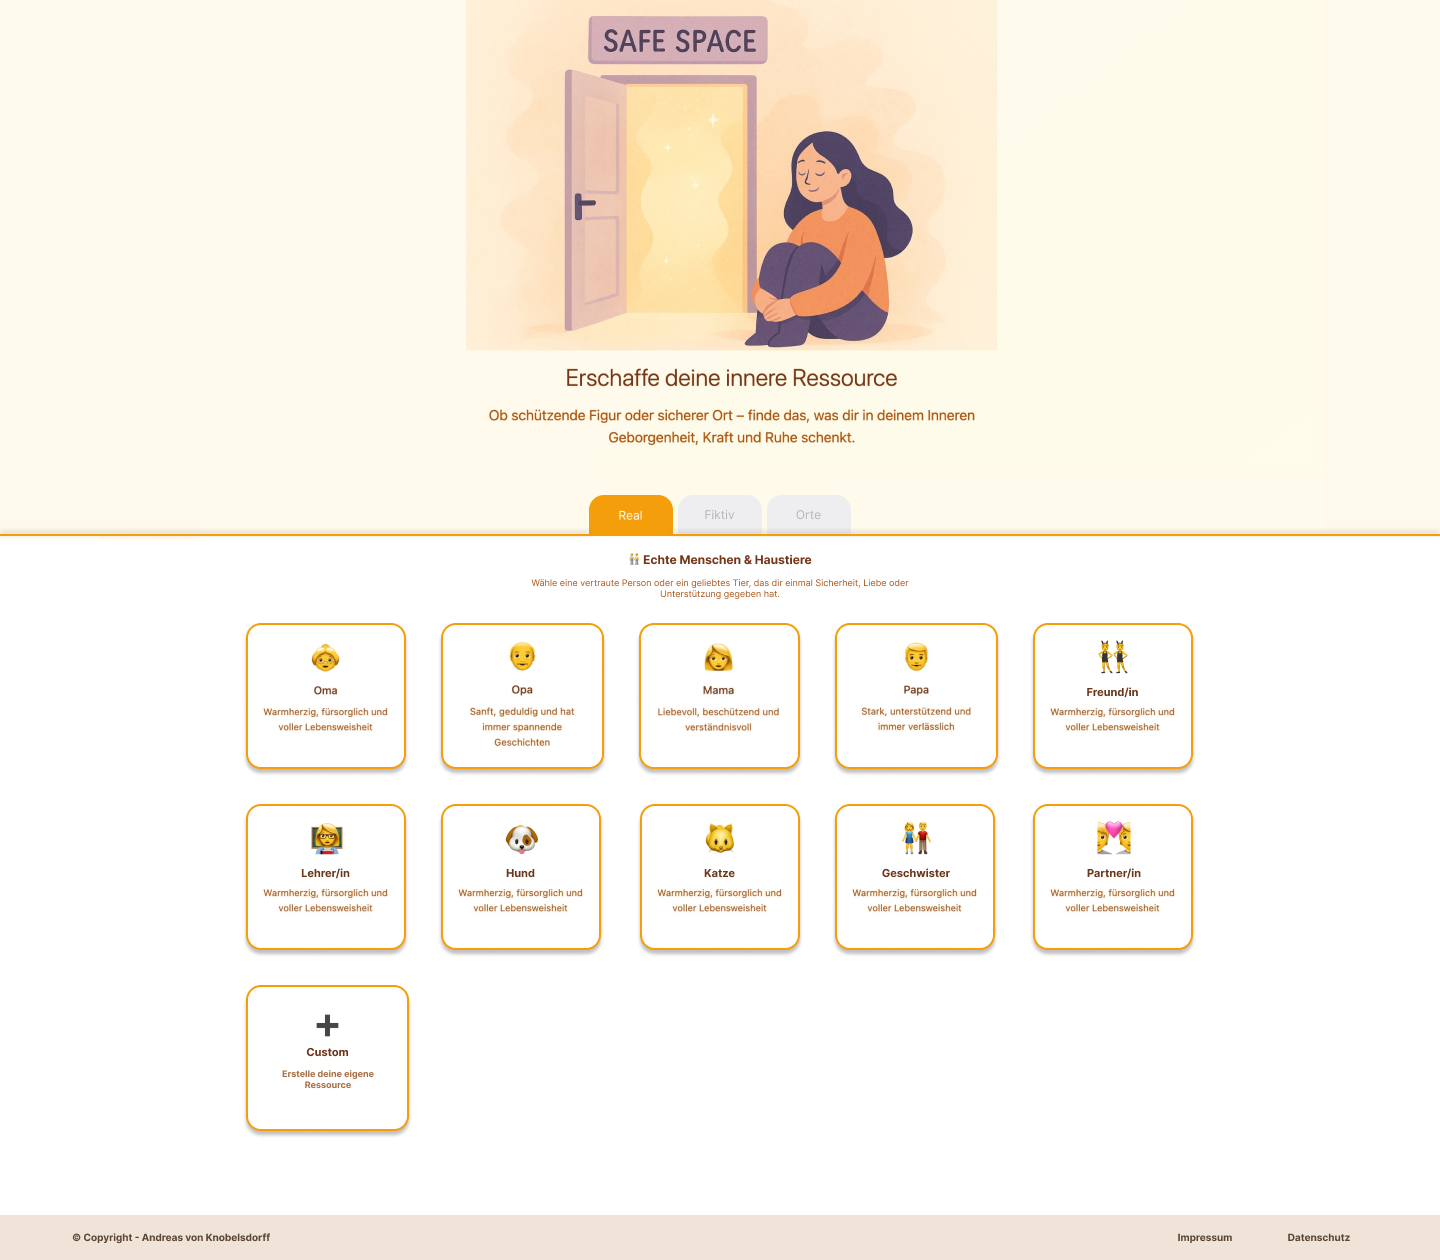 SAFE SPACE
Erschaffe deine innere Ressource
Ob schützende Figur oder sicherer Ort – finde das, was dir in deinem Inneren
Geborgenheit, Kraft und Ruhe schenkt.
Real
Fiktiv
Orte
Echte Menschen & Haustiere
Wähle eine vertraute Person oder ein geliebtes Tier, das dir einmal Sicherheit, Liebe oder
Unterstützung gegeben hat.
Oma
Warmherzig, fürsorglich und
voller Lebensweisheit
Opa
Sanft, geduldig und hat
immer spannende
Geschichten
Mama
Liebevoll, beschützend und
verständnisvoll
Papa
Stark, unterstützend und
immer verlässlich
Freund/in
Warmherzig, fürsorglich und
voller Lebensweisheit
Lehrer/in
Warmherzig, fürsorglich und
voller Lebensweisheit
Hund
Warmherzig, fürsorglich und
voller Lebensweisheit
Katze
Warmherzig, fürsorglich und
voller Lebensweisheit
Geschwister
Warmherzig, fürsorglich und
voller Lebensweisheit
Partner/in
Warmherzig, fürsorglich und
voller Lebensweisheit
Custom
Erstelle deine eigene
Ressource
© Copyright - Andreas von Knobelsdorff
Impressum
Datenschutz